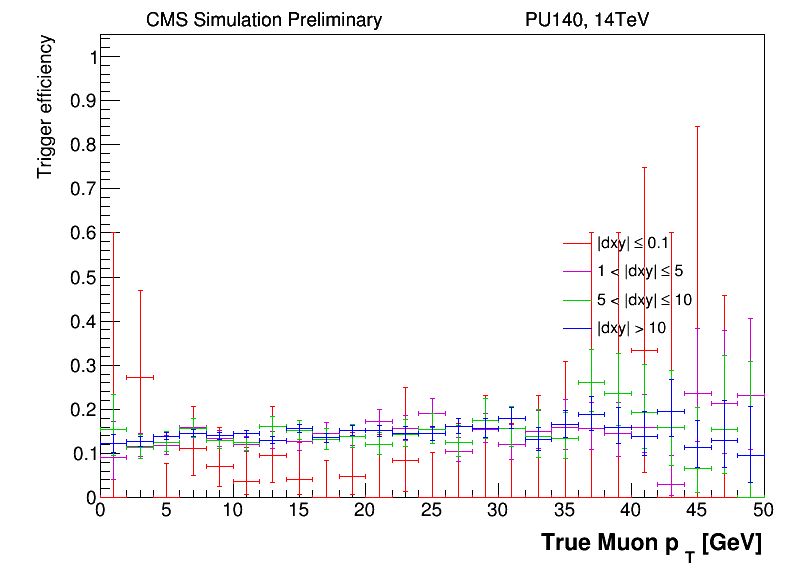 CMS Simulation Preliminary PU140, 14TeV
Trigger efficiency
1
0.9
0.8
0.7
0.6
0.5
0.4
0.3
0.2
0.1
0
|dxy| ≤ 0.1
1 < |dxy| ≤ 5
5 < |dxy| ≤ 10
|dxy| > 10
0 5 10 15 20 25 30 35 40 45 50
True Muon p T [GeV]